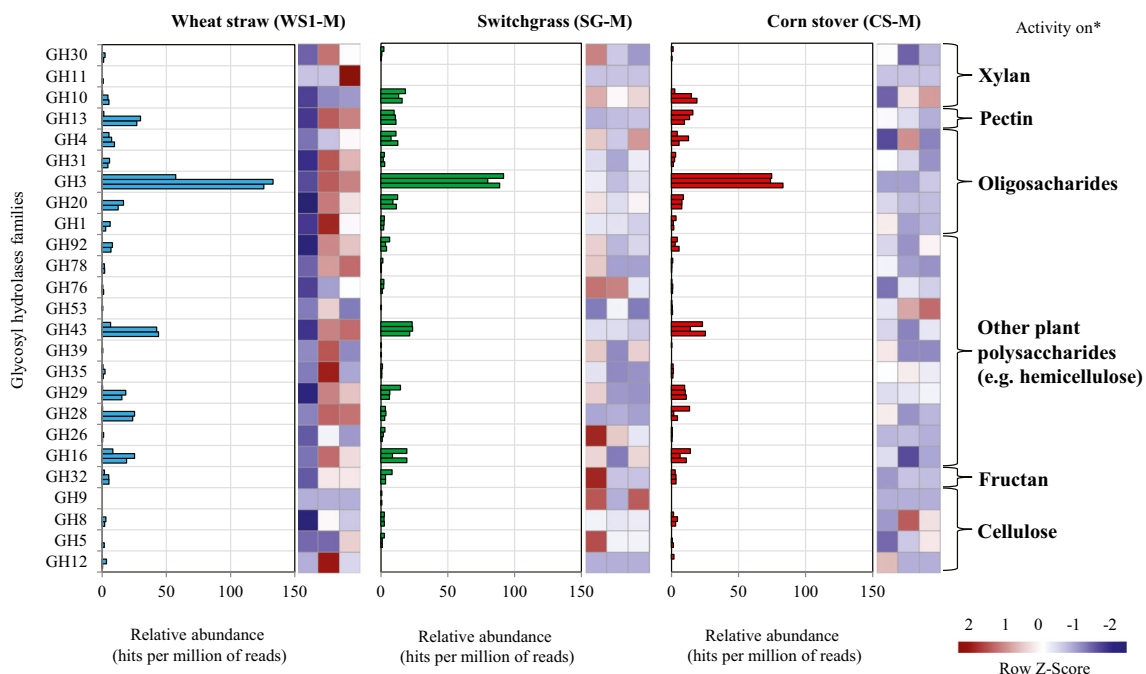 Wheat straw (WS1-M) Switchgrass (SG-M) Corn stover (CS-M) Activity on*
Glycosyl hydrolases families
GH30
GH11
GH10
GH13
GH4
GH31
GH3
GH20
GH1
GH92
GH78
GH76
GH53
GH43
GH39
GH35
GH29
GH28
GH26
GH16
GH32
GH9
GH8
GH5
GH12
Xylan
Pectin
Oligosacharides
Other plant
polysaccharides
(e.g. hemicellulose)
Fructan
Cellulose
0 50 100 150 0 50 100 150 0 50 100 150
Relative abundance Relative abundance Relative abundance
(hits per million of reads) (hits per million of reads) (hits per million of reads)
2 1 0 -1 -2
Row Z-Score